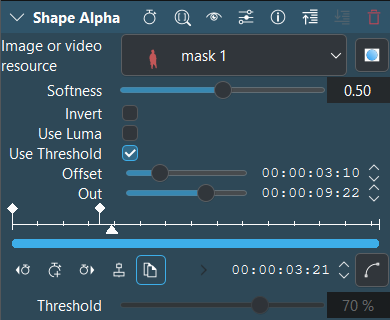 Shape Alpha
Image or video
resource
mask 1
Softness
0.50
Invert
Use Luma
Use Threshold
Offset
00:00:03:10
Out
00:00:09:22
00:00:03:21
Threshold
70 %